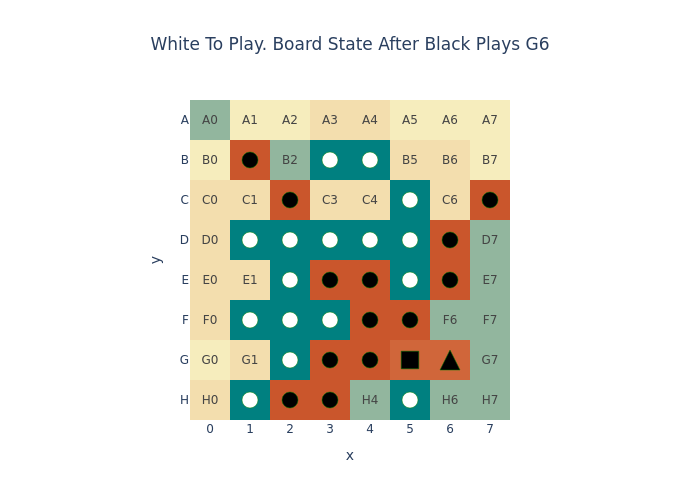 White To Play. Board State After Black Plays G6
A A0 A1 A2 A3 A4 A5 A6 A7
B B0 B2 B5 B6 B7
C C0 C1 C3 C4 C6
D D0 D7
E E0 E1 E7
F F0 F6 F7
G G0 G1 G7
H H0 H4 H6 H7
0 1 2 3 4 5 6 7
x
y